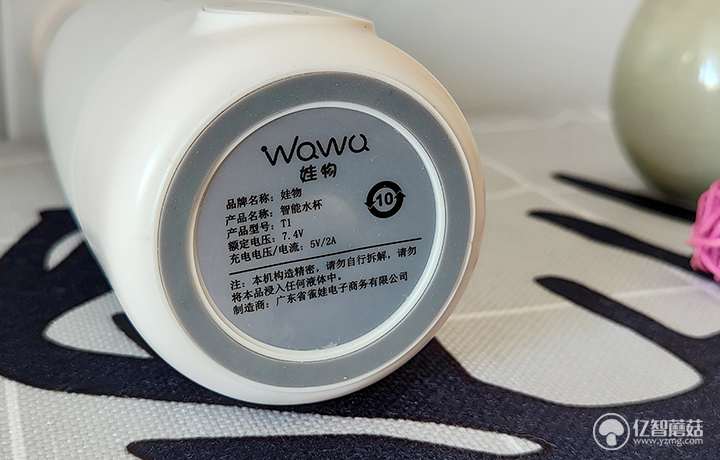 wawa
娃物
品牌名称：娃物
产品名称：智能水杯
产品型号：T1
额定电压：7.4V
充电电压/电流：5V/2A
10
注：本机构造精密，请勿自行拆解，请勿
将本品浸入任何液体中。
制造商：广东省雀娃电子商务有限公司
亿智蘑菇
www.yzmg.com